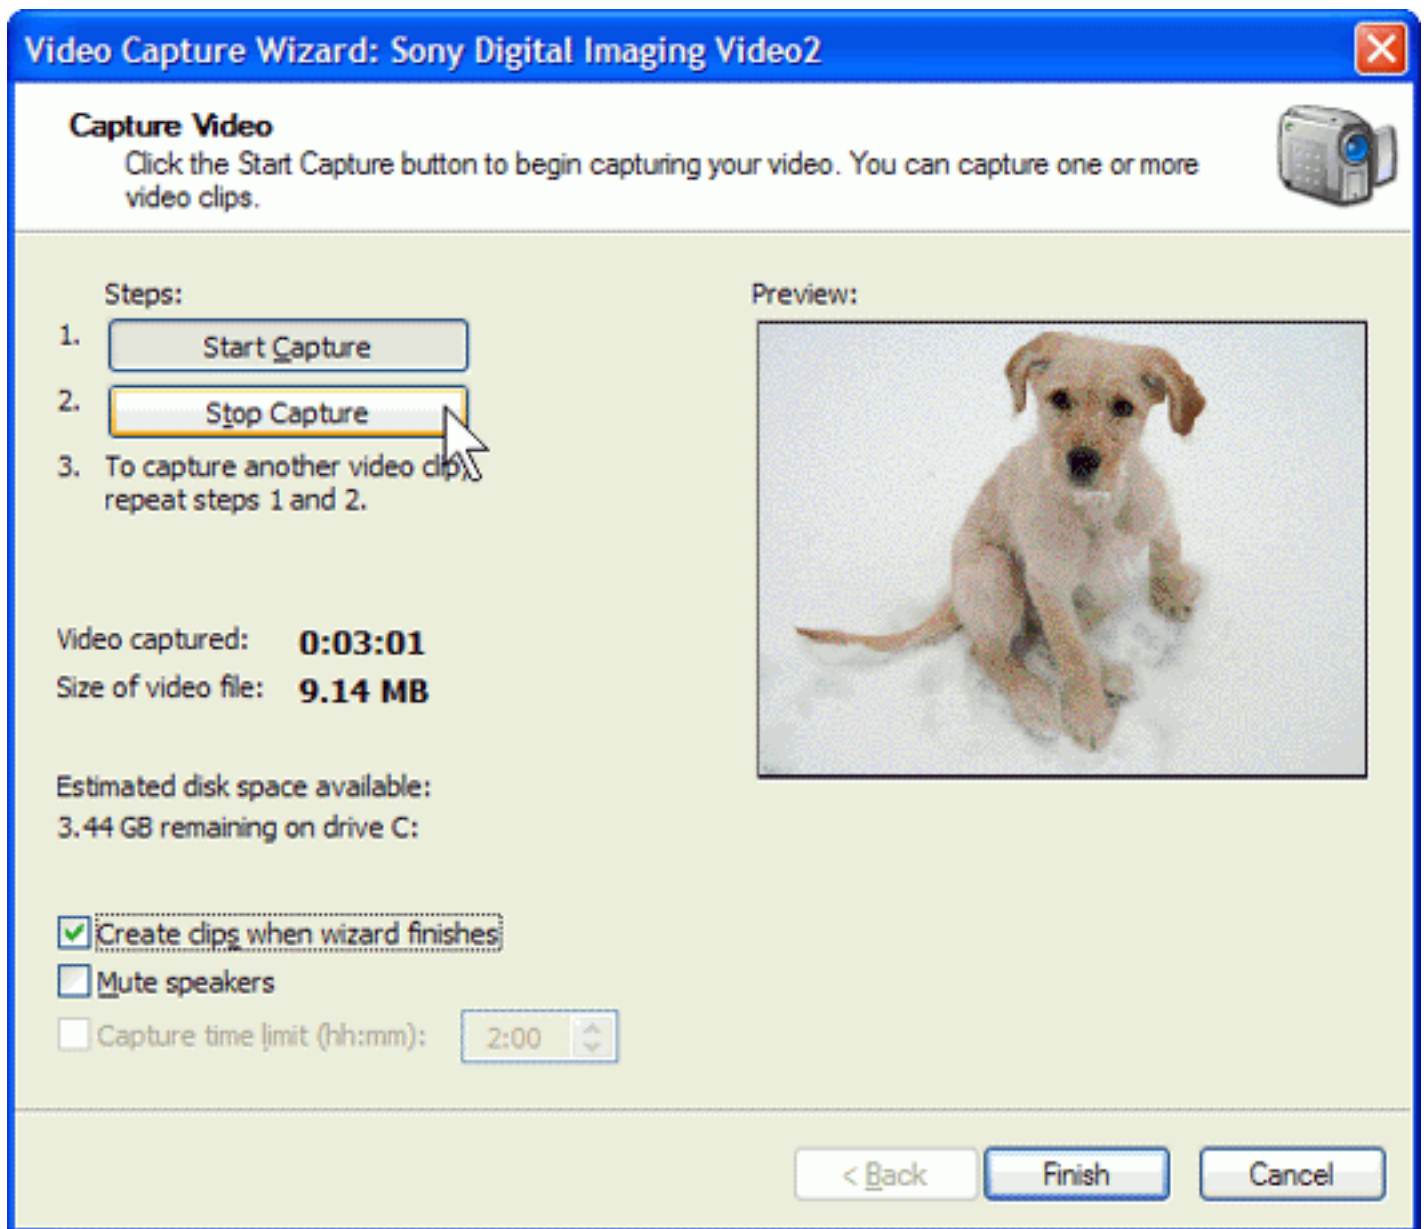 Video Capture Wizard: Sony Digital Imaging Video2
Capture Video
Click the Start Capture button to begin capturing your video. You can capture one or more
video clips.
Steps:
Preview:
1. Start Capture
2. Stop Capture
3. To capture another video clip,
repeat steps 1 and 2.
Video captured: 0:03:01
Size of video file: 9.14 MB
Estimated disk space available:
3.44 GB remaining on drive C:
Create clips when wizard finishes
Mute speakers
Capture time limit (hh:mm): 2:00
< Back Finish Cancel